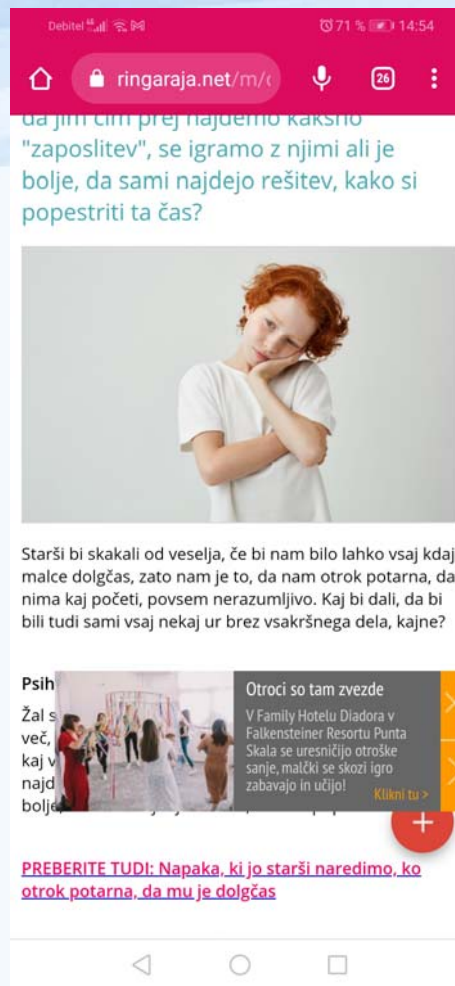 Debitel 71 % 14:54
ringaraja.net/m/ 26
da jim čim prej najdemo kakšno
"zaposlitev", se igramo z njimi ali je
bolje, da sami najdejo rešitev, kako si
popestriti ta čas?
Starši bi skakali od veselja, če bi nam bilo lahko vsaj kdaj
malce dolgčas, zato nam je to, da nam otrok potarna, da
nima kaj početi, povsem nerazumljivo. Kaj bi dali, da bi
bili tudi sami vsaj nekaj ur brez vsakršnega dela, kajne?
Psih
Žal s
več,
kaj v
najd
bolje
Otroci so tam zvezde
V Family Hotelu Diadora v
Falkensteiner Resortu Punta
Skala se uresničijo otroške
sanje, malčki se skozi igro
zabavajo in učijo!
Klikni tu >
PREBERITE TUDI: Napaka, ki jo starši naredimo, ko
otrok potarna, da mu je dolgčas